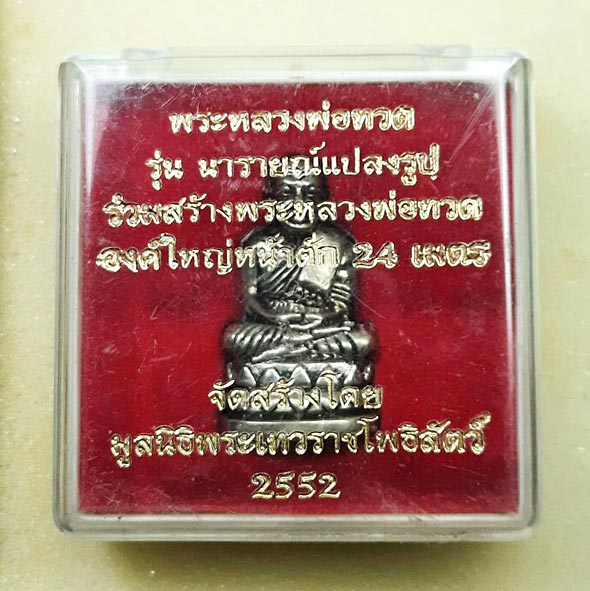 พระหลวงพ่อทวด
รุ่น นารายณ์แปลงรูป
ร่วมสร้างพระหลวงพ่อทวด
องค์ใหญ่หน้าตัก 24 เมตร
จัดสร้างโดย
มูลนิธิพระเทวราชโพธิสัตว์
2552